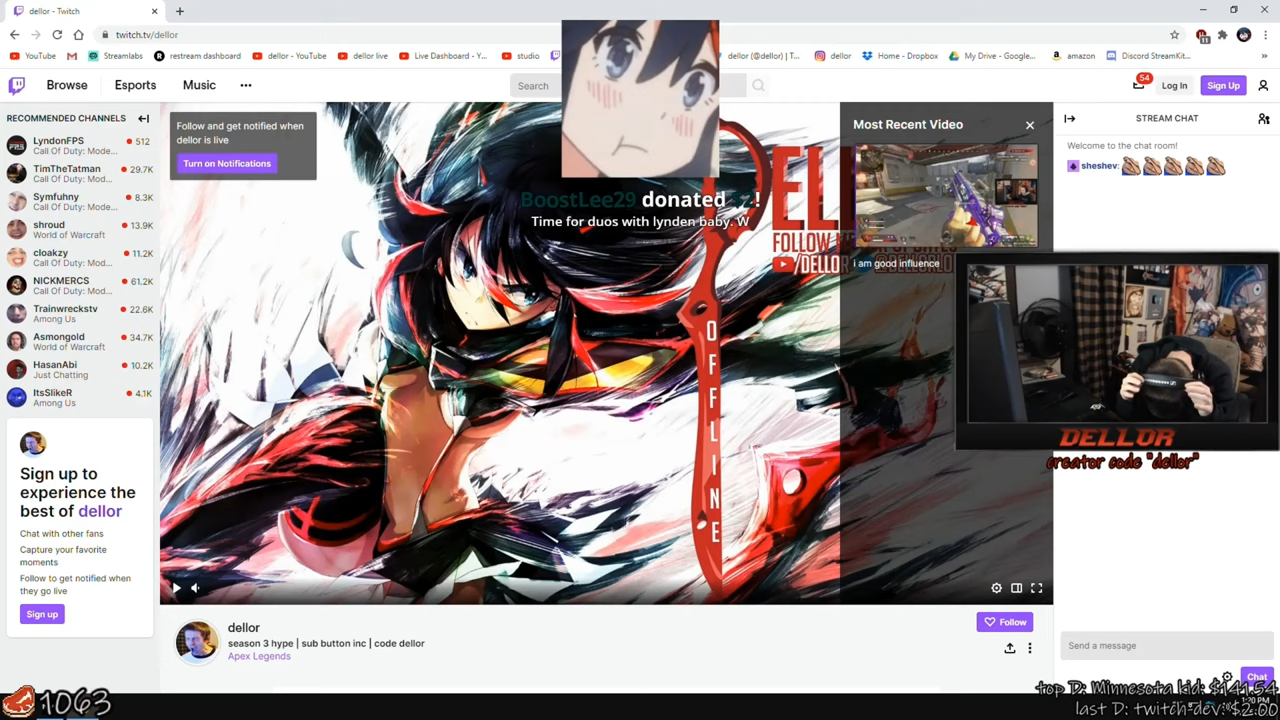 dellor - Twitch
twitch.tv/dellor
YouTube
Streamlabs
restream dashboard
dellor - YouTube
dellor live
Live Dashboard - Y...
studio
dellor (@dellor) | T...
dellor
Home - Dropbox
My Drive - Google...
amazon
Discord StreamKit...
Browse
Esports
Music
Search
54
Log In
Sign Up
RECOMMENDED CHANNELS
LyndonFPS 512
Call Of Duty: Mode...
TimTheTatman 29.7K
Call Of Duty: Mod...
Symfuhny 8.3K
Call Of Duty: Mode...
shroud 13.9K
World of Warcraft
cloakzy 11.2K
Call Of Duty: Mod...
NICKMERCS 61.2K
Call Of Duty: Mod...
Trainwreckstv 22.6K
Among Us
Asmongold 34.7K
World of Warcraft
HasanAbi 10.2K
Just Chatting
ItsSlikeR 4.1K
Among Us
Sign up to
experience the
best of dellor
Chat with other fans
Capture your favorite
moments
Follow to get notified when
they go live
Sign up
Follow and get notified when
dellor is live
Turn on Notifications
BoostLee29 donated !
Time for duos with lynden baby. W
OFFLINE
/DELLOR
Most Recent Video
i am good influence
STREAM CHAT
Welcome to the chat room!
sheshev:
DELLOR
creator code "dellor"
dellor
season 3 hype | sub button inc | code dellor
Apex Legends
Follow
Send a message
Chat
1063
top D: Minnesota kid: $141.54
last D: twitch dev: $2.00
1:20 PM